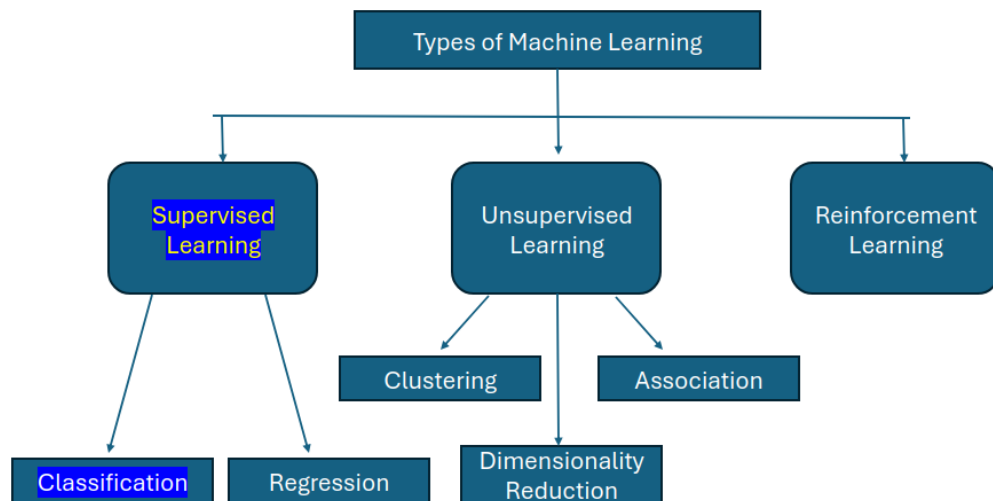 Types of Machine Learning
Supervised
Learning
Unsupervised
Learning
Reinforcement
Learning
Clustering
Association
Classification
Regression
Dimensionality
Reduction